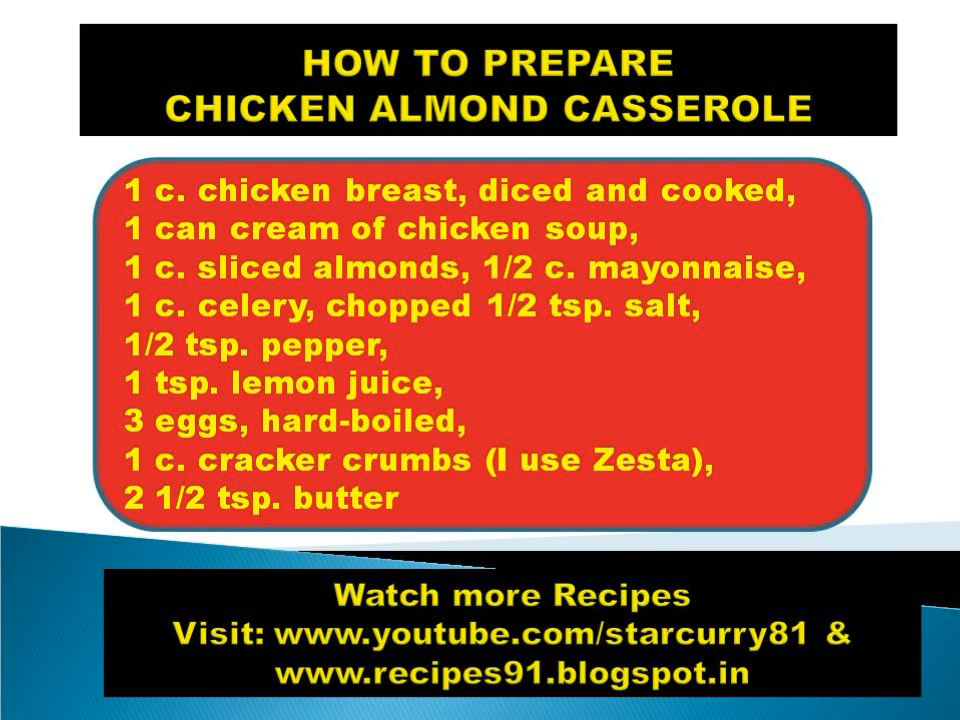 HOW TO PREPARE
CHICKEN ALMOND CASSEROLE
1 c. chicken breast, diced and cooked,
1 can cream of chicken soup,
1 c. sliced almonds, 1/2 c. mayonnaise,
1 c. celery, chopped 1/2 tsp. salt,
1/2 tsp. pepper,
1 tsp. lemon juice,
3 eggs, hard-boiled,
1 c. cracker crumbs (I use Zesta),
2 1/2 tsp. butter
Watch more Recipes
Visit: www.youtube.com/starcurry81 &
www.recipes91.blogspot.in